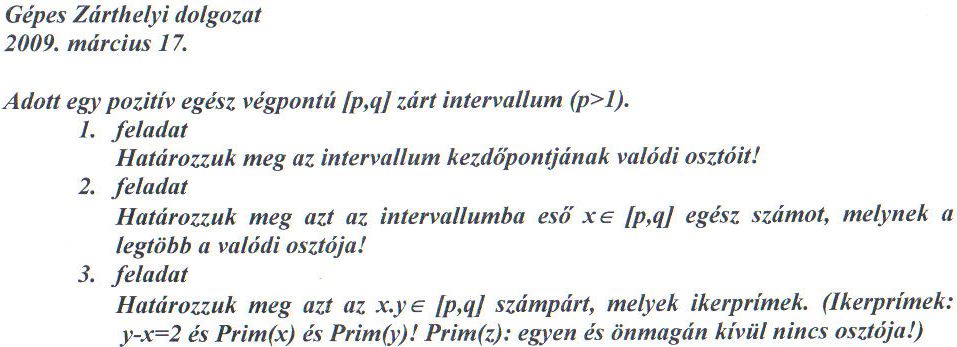 Gépes Zárthelyi dolgozat
2009. március 17.
Adott egy pozitív egész végpontú [p,q] zárt intervallum (p>1).
1. feladat
Határozzuk meg az intervallum kezdőpontjának valódi osztóit!
2. feladat
Határozzuk meg azt az intervallumba eső x∈ [p,q] egész számot, melynek a
legtöbb a valódi osztója!
3. feladat
Határozzuk meg azt az x.y∈ [p,q] számpárt, melyek ikerprímek. (Ikerprímek:
y-x=2 és Prim(x) és Prim(y)! Prim(z): egyen és önmagán kívül nincs osztója!)